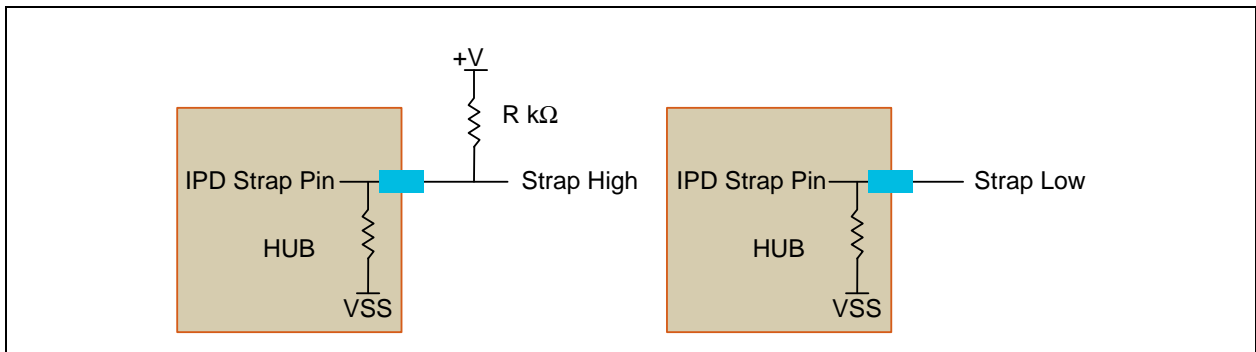 +V
R kΩ
IPD Strap Pin
Strap High
HUB
VSS
IPD Strap Pin
Strap Low
HUB
VSS